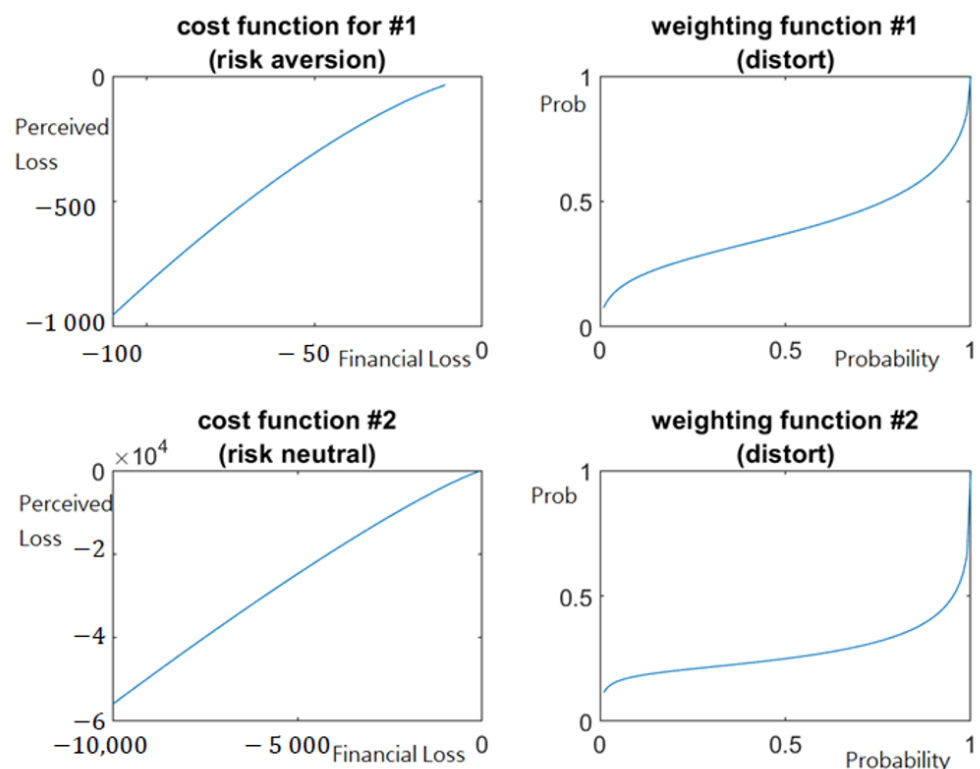 cost function for #1
(risk aversion)
0
Perceived
Loss
−500
−1 000
−100
− 50
Financial Loss
0
weighting function #1
(distort)
1
Prob
0.5
0
0
0.5
Probability
1
cost function #2
(risk neutral)
×10⁴
0
Perceived
Loss
−2
−4
−6
−10,000
− 5 000
Financial Loss
0
weighting function #2
(distort)
1
Prob
0.5
0
0
0.5
Probability
1